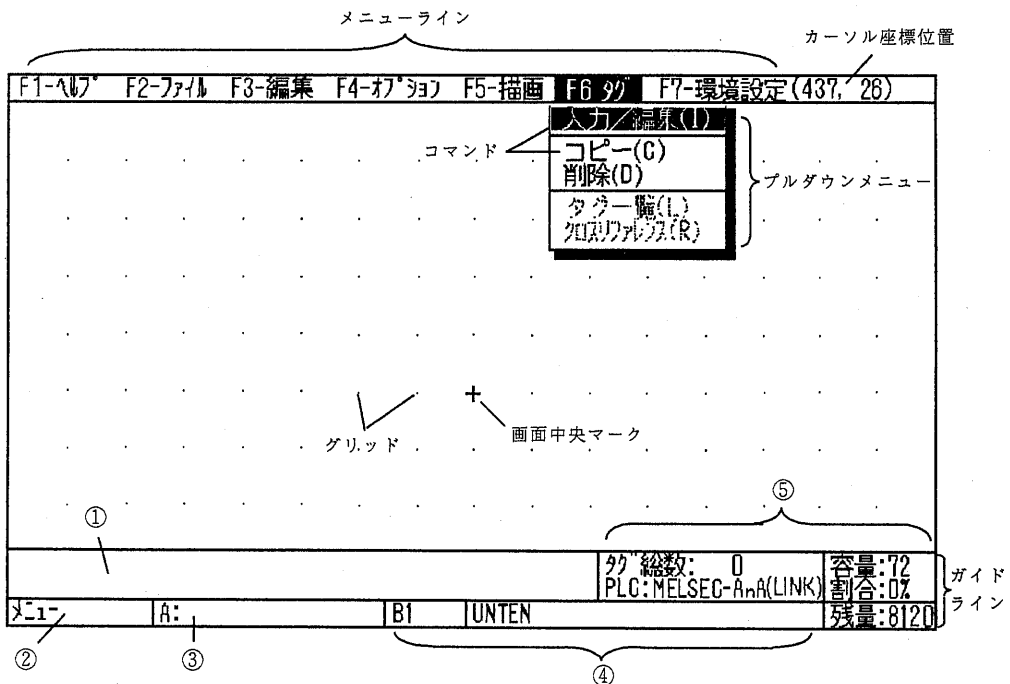 メニューライン
カーソル座標位置
F1-ヘルプ F2-ファイル F3-編集 F4-オプション F5-描画 F6 タグ F7-環境設定(437, 26)
入力/編集(I)
コマンド
コピー(C)
削除(D)
プルダウンメニュー
タグ一覧(L)
クロスリファレンス(R)
グリッド
画面中央マーク
⑤
①
タグ総数: 0
容量:72
PLC:MELSEC-AnA(LINK)
割合:0%
ガイドライン
メニュー A: B1 UNTEN 残量:8120
②
③
④